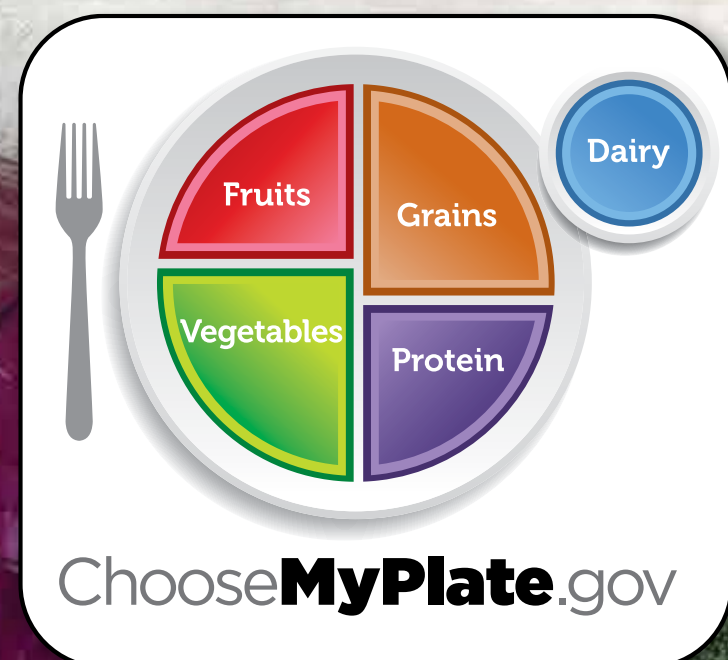 Fruits
Grains
Dairy
Vegetables
Protein
ChooseMyPlate.gov